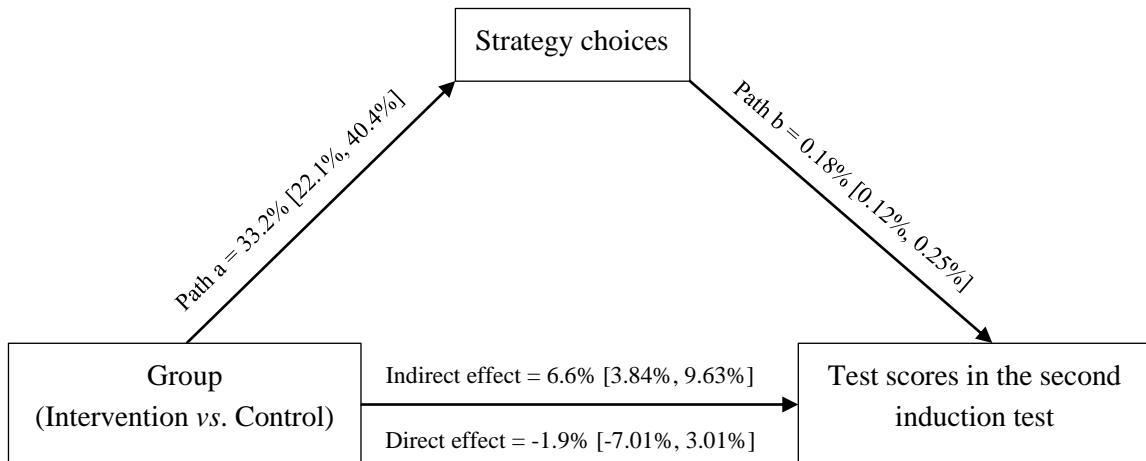 Strategy choices
Path a = 33.2% [22.1%, 40.4%]
Path b = 0.18% [0.12%, 0.25%]
Group
(Intervention vs. Control)
Indirect effect = 6.6% [3.84%, 9.63%]
Direct effect = -1.9% [-7.01%, 3.01%]
Test scores in the second
induction test